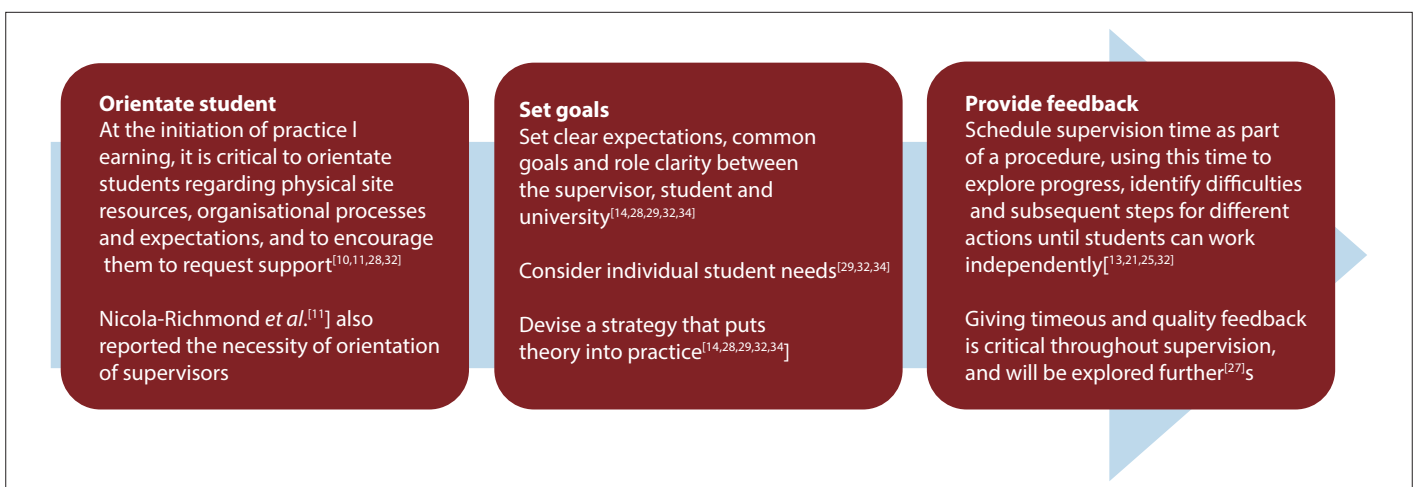 Orientate student
At the initiation of practice l
earning, it is critical to orientate
students regarding physical site
resources, organisational processes
and expectations, and to encourage
them to request support[10,11,28,32]
Nicola-Richmond et al.[11] also
reported the necessity of orientation
of supervisors
Set goals
Set clear expectations, common
goals and role clarity between
the supervisor, student and
university[14,28,29,32,34]
Consider individual student needs[29,32,34]
Devise a strategy that puts
theory into practice[14,28,29,32,34]
Provide feedback
Schedule supervision time as part
of a procedure, using this time to
explore progress, identify difficulties
and subsequent steps for different
actions until students can work
independently[13,21,25,32]
Giving timeous and quality feedback
is critical throughout supervision,
and will be explored further[27]s